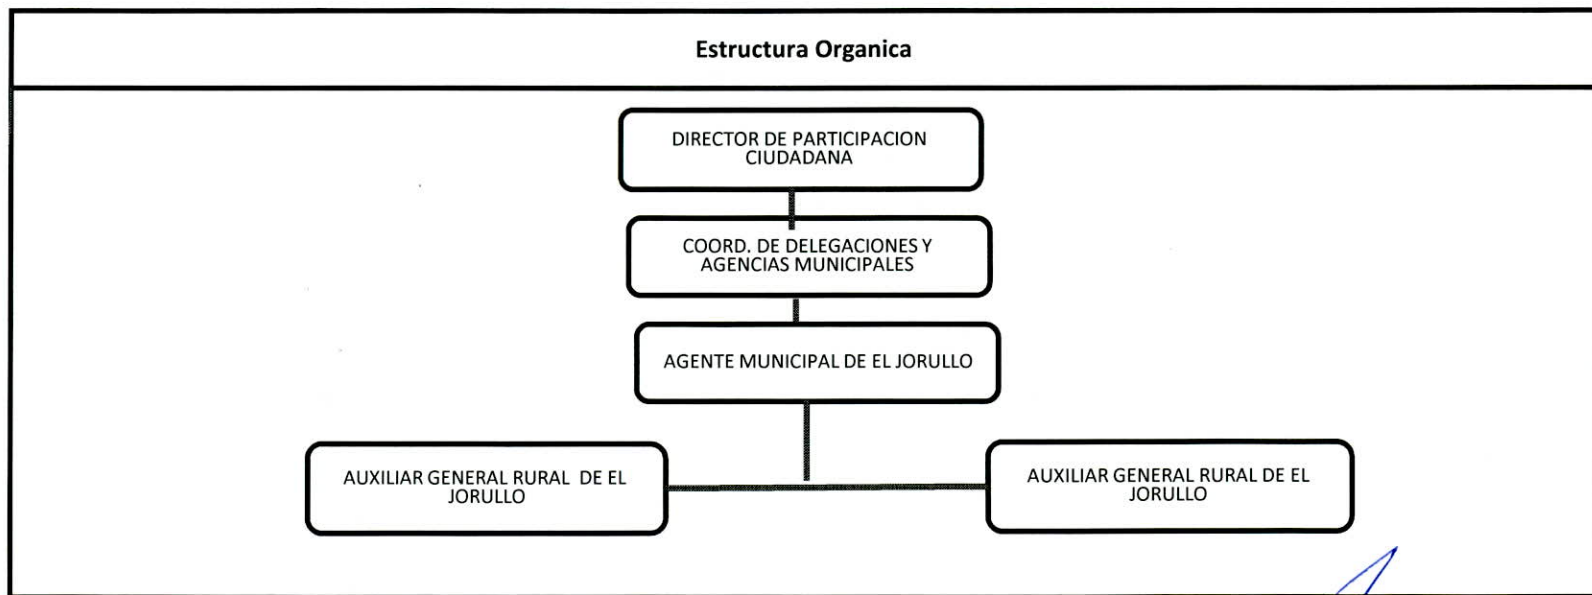 Estructura Organica
DIRECTOR DE PARTICIPACION
CIUDADANA
COORD. DE DELEGACIONES Y
AGENCIAS MUNICIPALES
AGENTE MUNICIPAL DE EL JORULLO
AUXILIAR GENERAL RURAL DE EL
JORULLO
AUXILIAR GENERAL RURAL DE EL
JORULLO